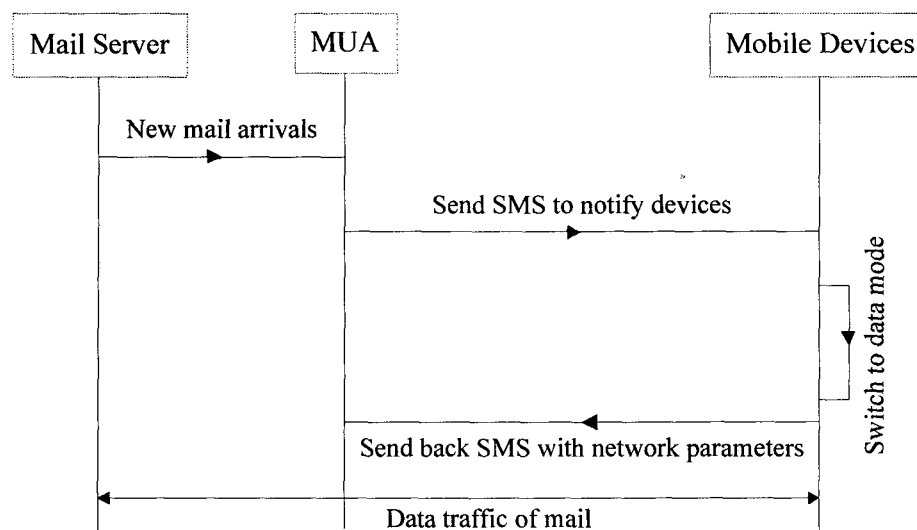 Mail Server
MUA
Mobile Devices
New mail arrivals
Send SMS to notify devices
Switch to data mode
Send back SMS with network parameters
Data traffic of mail